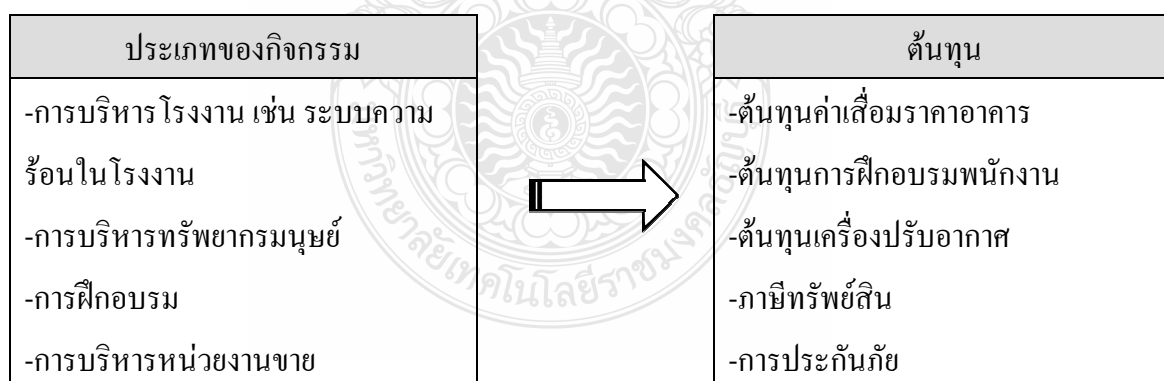 ประเภทของกิจกรรม
-การบริหารโรงงาน เช่น ระบบความ
ร้อนในโรงงาน
-การบริหารทรัพยากรมนุษย์
-การฝึกอบรม
-การบริหารหน่วยงานขาย
ต้นทุน
-ต้นทุนค่าเสื่อมราคาอาคาร
-ต้นทุนการฝึกอบรมพนักงาน
-ต้นทุนเครื่องปรับอากาศ
-ภาษีทรัพย์สิน
-การประกันภัย